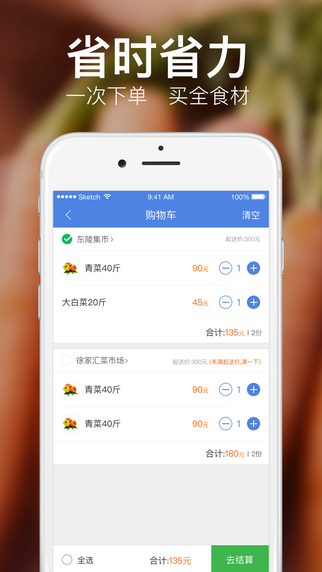 省时省力
一次下单 买全食材
Sketch 9:41 AM 100%
购物车 清空
东陵集市> 起送价:300元
青菜40斤 90元 1
大白菜20斤 45元 1
合计:135元 | 2份
徐家汇菜市场> 起送价:300元 (未满起送价,凑一下)
青菜40斤 90元 1
青菜40斤 90元 1
合计:180元 | 2份
全选 合计:135元 去结算